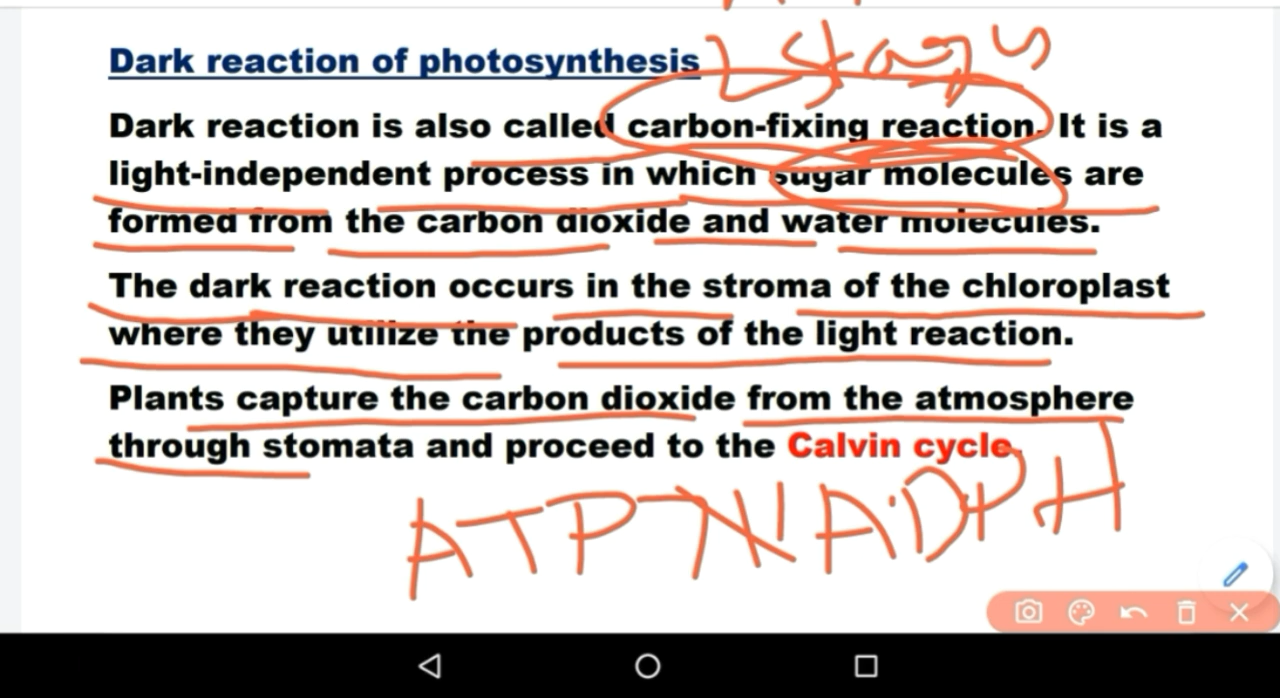 Dark reaction of photosynthesis
2 stages
Dark reaction is also called carbon-fixing reaction. It is a
light-independent process in which sugar molecules are
formed from the carbon dioxide and water molecules.
The dark reaction occurs in the stroma of the chloroplast
where they utilize the products of the light reaction.
Plants capture the carbon dioxide from the atmosphere
through stomata and proceed to the Calvin cycle.
ATP NADPH